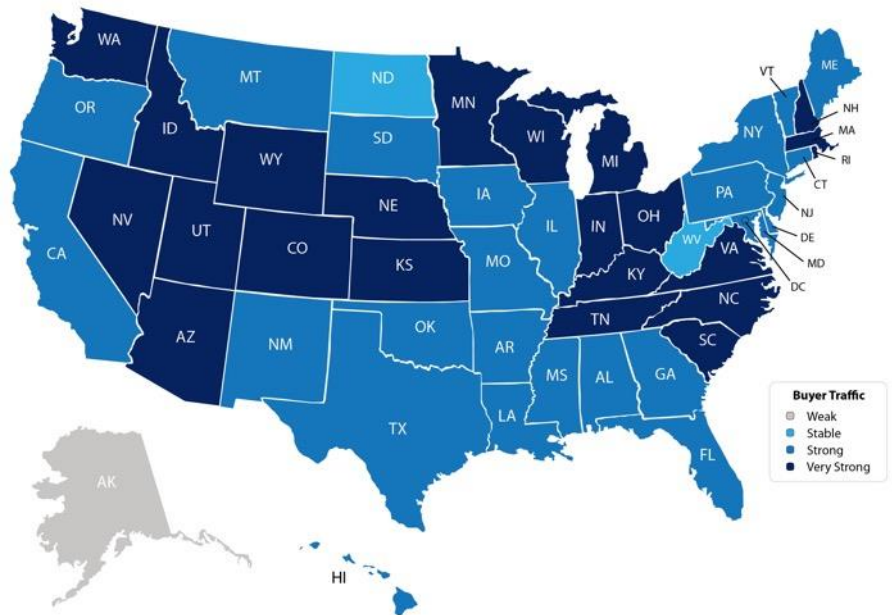 WA
MT
ND
MN
OR
ID
SD
WI
MI
WY
NE
IA
IL
IN
OH
PA
NY
VT
ME
NH
MA
RI
CT
NJ
DE
MD
DC
NV
UT
CO
KS
MO
KY
WV
VA
CA
AZ
NM
OK
AR
TN
NC
SC
TX
LA
MS
AL
GA
FL
AK
HI
Buyer Traffic
Weak
Stable
Strong
Very Strong